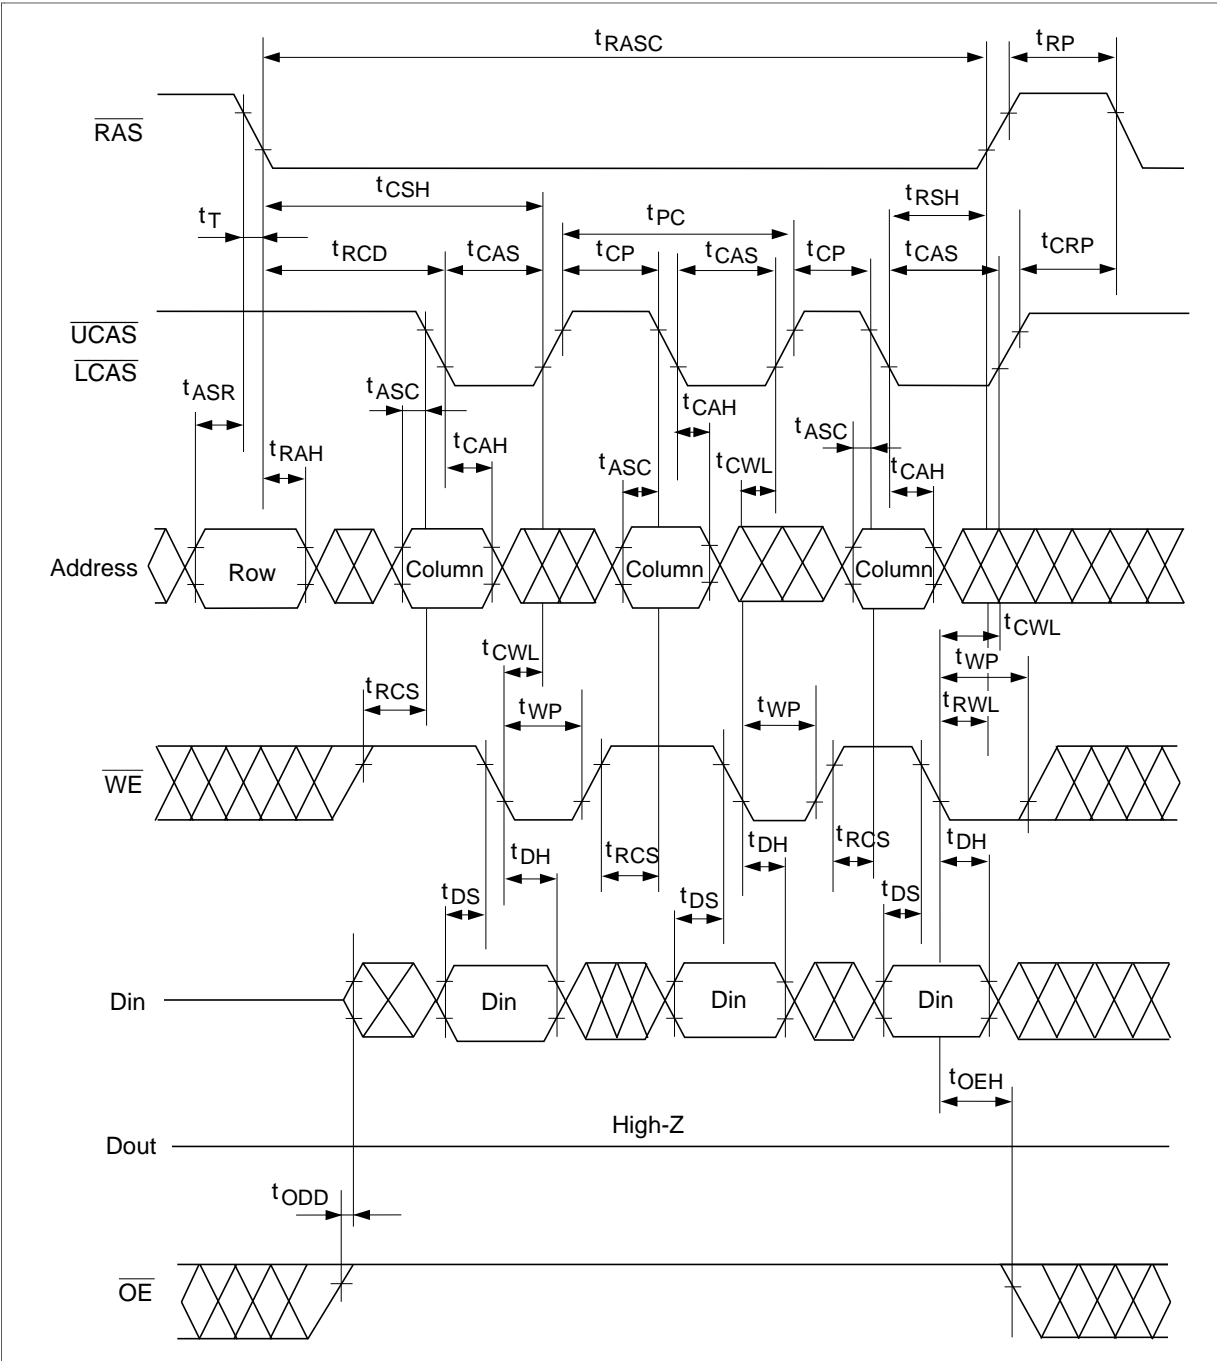 tRASC
tRP
RAS
tCSH
tRSH
tT
tPC
tRCD
tCAS
tCP
tCAS
tCP
tCAS
tCRP
UCAS
LCAS
tASR
tASC
tCAH
tRAH
tCAH
tASC
tCWL
tASC
tCAH
Address
Row
Column
Column
Column
tCWL
tCWL
tWP
tRCS
tWP
tWP
tRWL
WE
tDH
tRCS
tDH
tRCS
tDH
tDS
tDS
tDS
Din
Din
Din
Din
tOEH
High-Z
Dout
tODD
OE